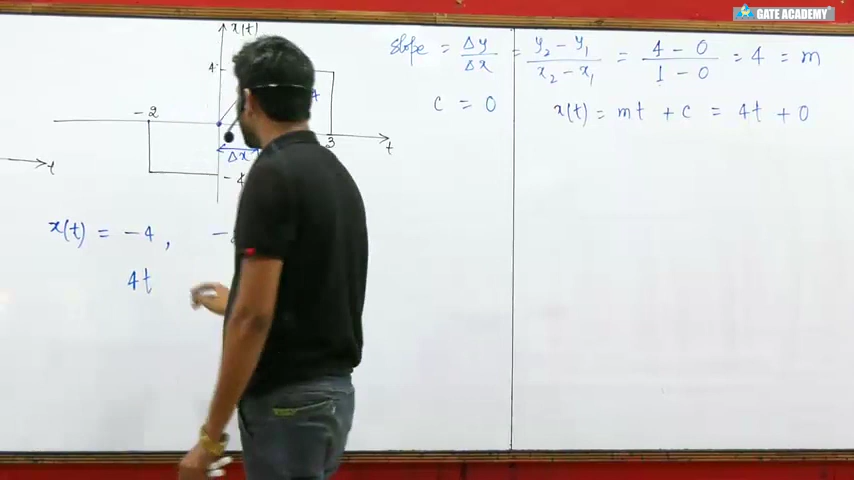 GATE ACADEMY
x(t)
4
-2
3
t
Δx
-4
t
Slope = Δy/Δx = y₂ - y₁ / x₂ - x₁ = 4 - 0 / 1 - 0 = 4 = m
c = 0
x(t) = mt + c = 4t + 0
x(t) = -4 ,
4t